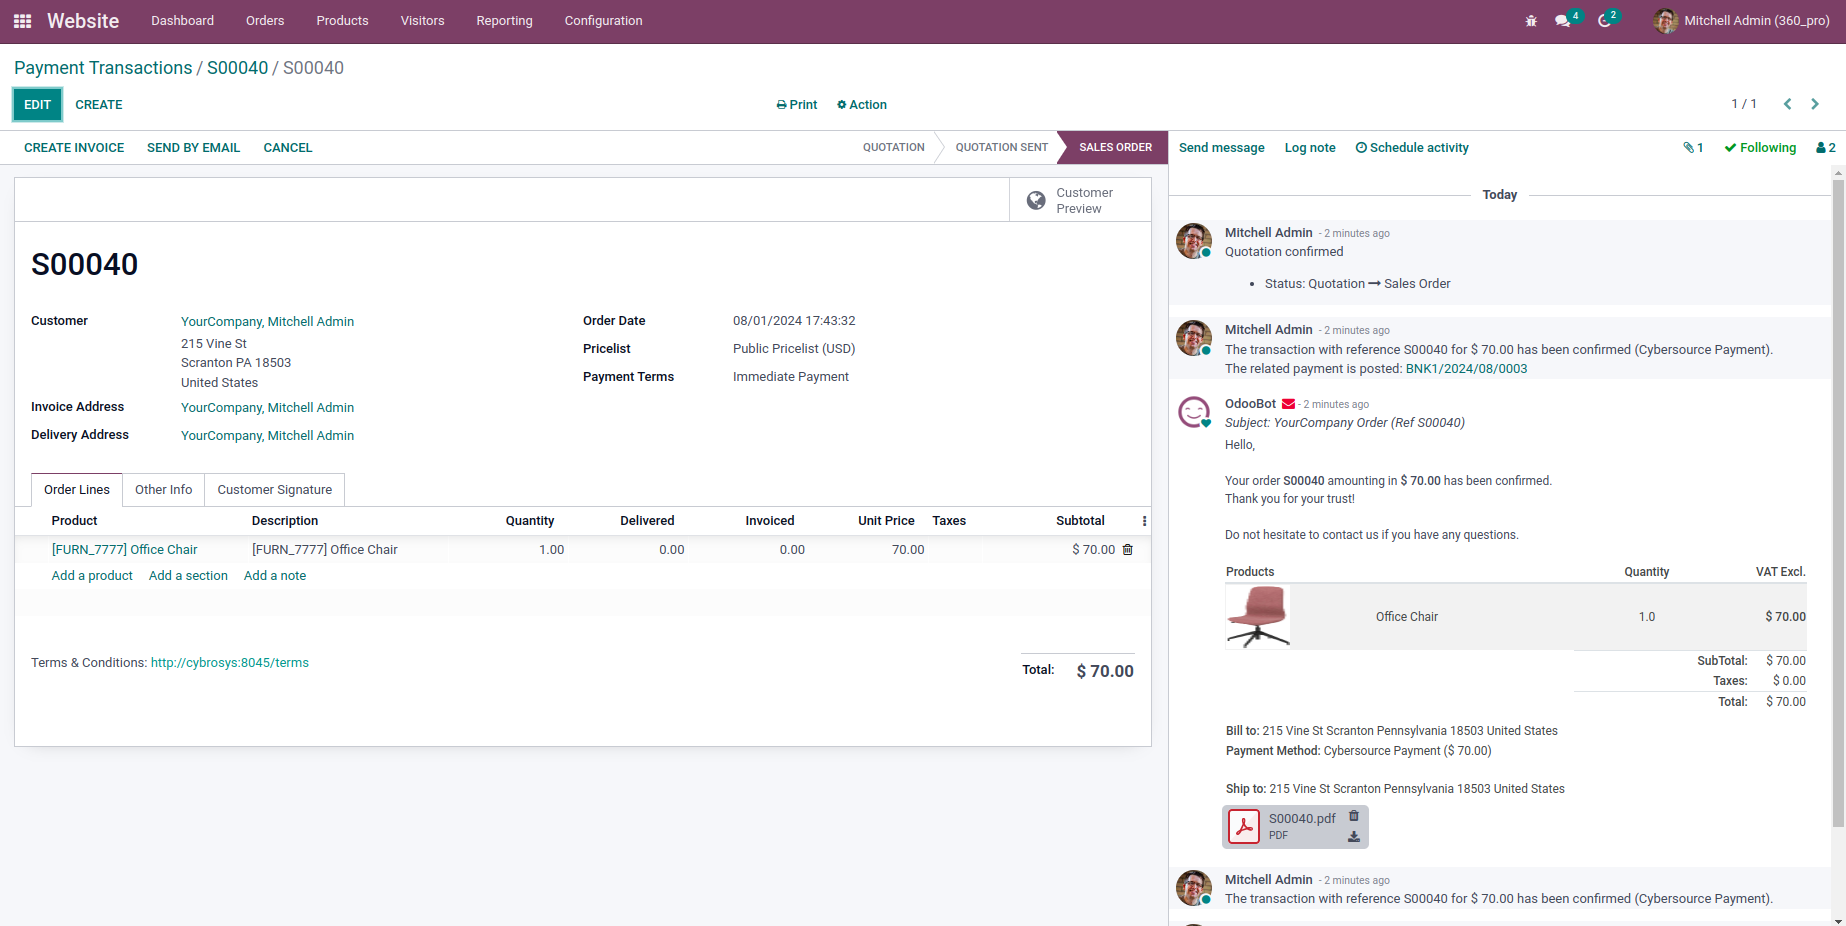 Website Dashboard Orders Products Visitors Reporting Configuration 4 2 Mitchell Admin (360_pro)
Payment Transactions / S00040 / S00040
EDIT CREATE Print Action 1 / 1
CREATE INVOICE SEND BY EMAIL CANCEL QUOTATION QUOTATION SENT SALES ORDER
Customer
Preview
S00040
Customer YourCompany, Mitchell Admin
215 Vine St
Scranton PA 18503
United States
Invoice Address YourCompany, Mitchell Admin
Delivery Address YourCompany, Mitchell Admin
Order Date 08/01/2024 17:43:32
Pricelist Public Pricelist (USD)
Payment Terms Immediate Payment
Order Lines Other Info Customer Signature
Product Description Quantity Delivered Invoiced Unit Price Taxes Subtotal
[FURN_7777] Office Chair [FURN_7777] Office Chair 1.00 0.00 0.00 70.00 $ 70.00
Add a product Add a section Add a note
Terms & Conditions: http://cybrosys:8045/terms
Total: $ 70.00
Send message Log note Schedule activity 1 Following 2
Today
Mitchell Admin - 2 minutes ago
Quotation confirmed
• Status: Quotation → Sales Order
Mitchell Admin - 2 minutes ago
The transaction with reference S00040 for $ 70.00 has been confirmed (Cybersource Payment).
The related payment is posted: BNK1/2024/08/0003
OdooBot - 2 minutes ago
Subject: YourCompany Order (Ref S00040)
Hello,
Your order S00040 amounting in $ 70.00 has been confirmed.
Thank you for your trust!
Do not hesitate to contact us if you have any questions.
Products Quantity VAT Excl.
Office Chair 1.0 $ 70.00
SubTotal: $ 70.00
Taxes: $ 0.00
Total: $ 70.00
Bill to: 215 Vine St Scranton Pennsylvania 18503 United States
Payment Method: Cybersource Payment ($ 70.00)
Ship to: 215 Vine St Scranton Pennsylvania 18503 United States
S00040.pdf
PDF
Mitchell Admin - 2 minutes ago
The transaction with reference S00040 for $ 70.00 has been confirmed (Cybersource Payment).